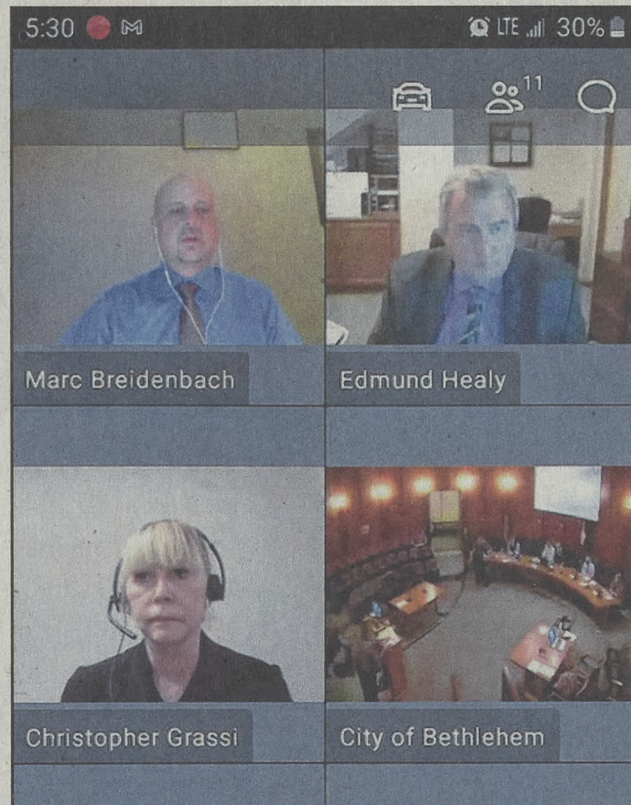 5:30 M LTE 30%
11
Marc Breidenbach
Edmund Healy
Christopher Grassi
City of Bethlehem